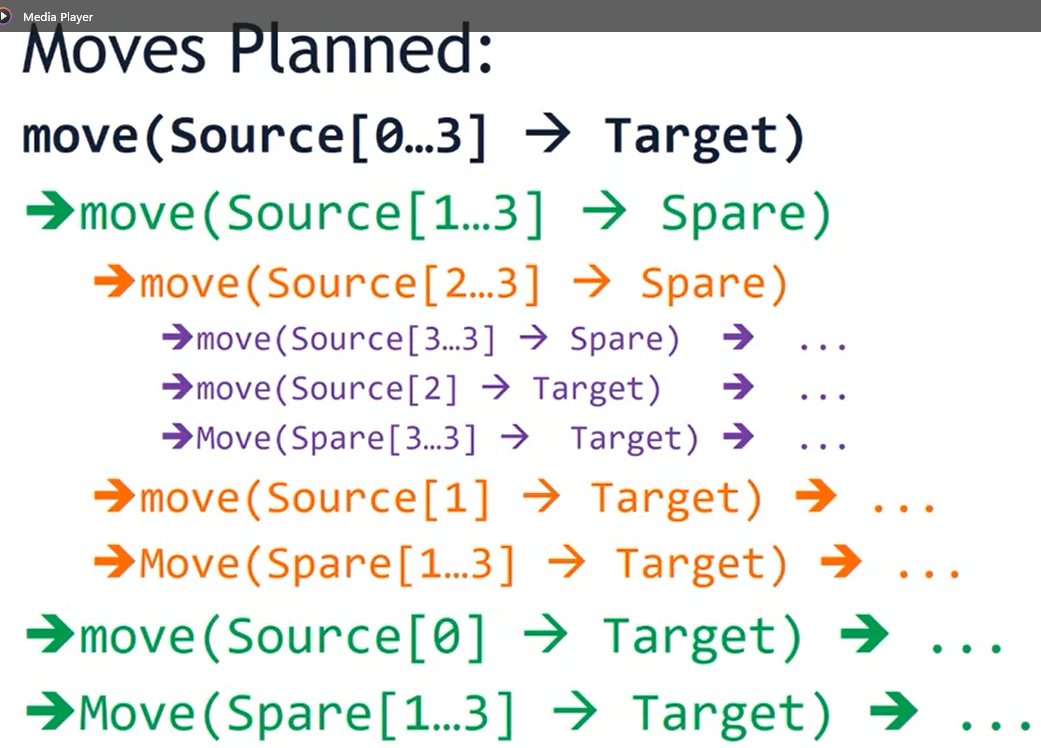 Media Player
Moves Planned:
move(Source[0…3] → Target)
➔move(Source[1…3] → Spare)
➔move(Source[2…3] → Spare)
➔move(Source[3…3] → Spare) ➔ ...
➔move(Source[2] → Target) ➔ ...
➔Move(Spare[3…3] → Target) ➔ ...
➔move(Source[1] → Target) ➔ ...
➔Move(Spare[1…3] → Target) ➔ ...
➔move(Source[0] → Target) ➔ ...
➔Move(Spare[1…3] → Target) ➔ ...